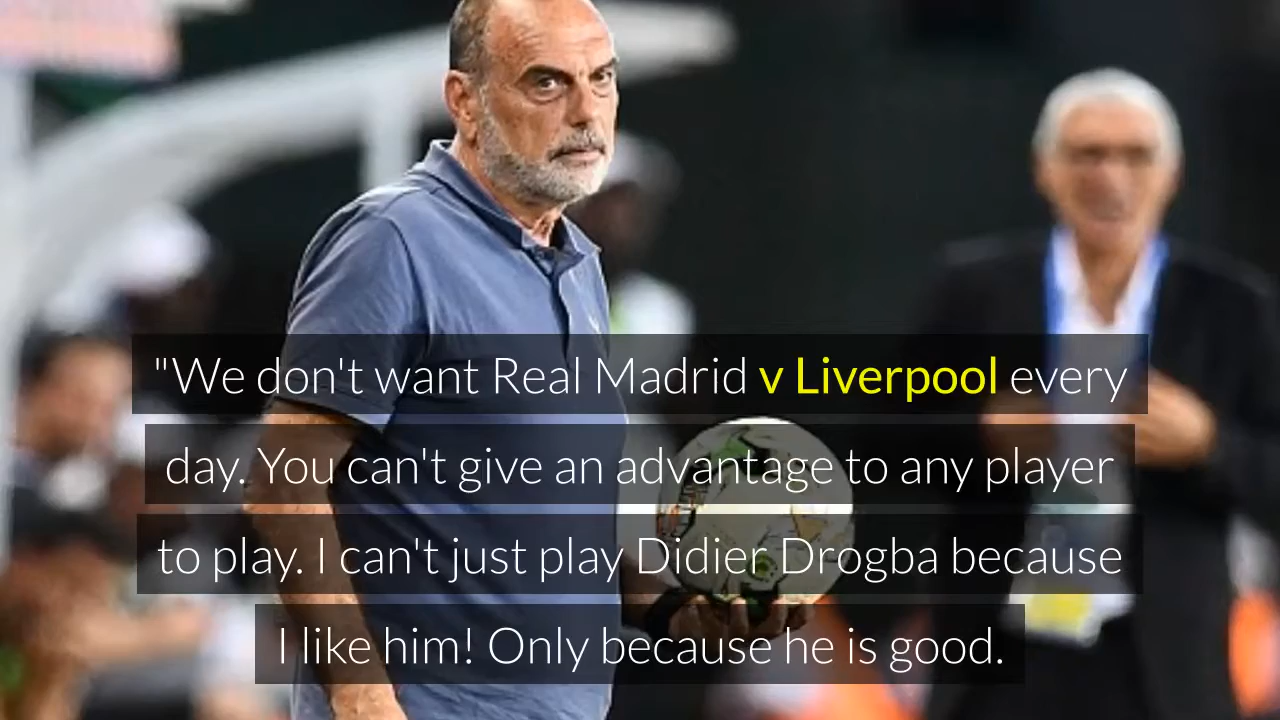 "We don't want Real Madrid v Liverpool every
day. You can't give an advantage to any player
to play. I can't just play Didier Drogba because
I like him! Only because he is good.